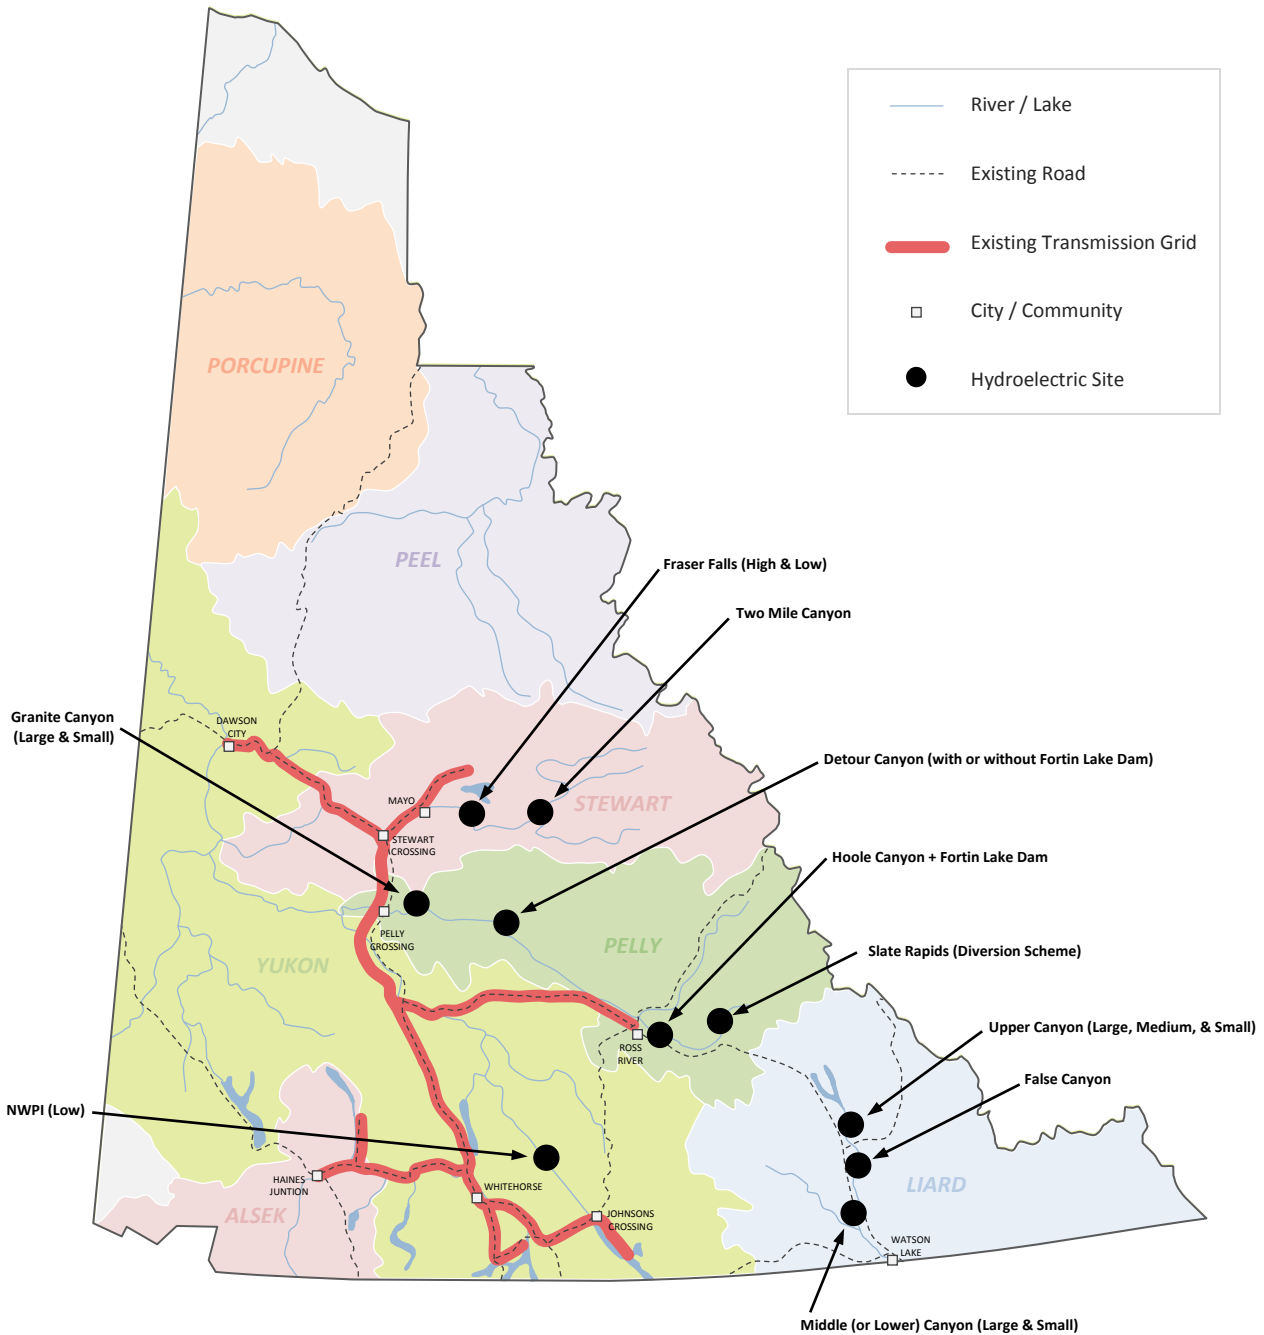 River / Lake
Existing Road
Existing Transmission Grid
City / Community
Hydroelectric Site
PORCUPINE
PEEL
Fraser Falls (High & Low)
Two Mile Canyon
Granite Canyon
(Large & Small)
DAWSON
CITY
Detour Canyon (with or without Fortin Lake Dam)
MAYO
STEWART
STEWART
CROSSING
Hoole Canyon + Fortin Lake Dam
PELLY
CROSSING
PELLY
YUKON
Slate Rapids (Diversion Scheme)
ROSS
RIVER
Upper Canyon (Large, Medium, & Small)
False Canyon
NWPI (Low)
HAINES
JUNTION
WHITEHORSE
LIARD
ALSEK
JOHNSONS
CROSSING
WATSON
LAKE
Middle (or Lower) Canyon (Large & Small)